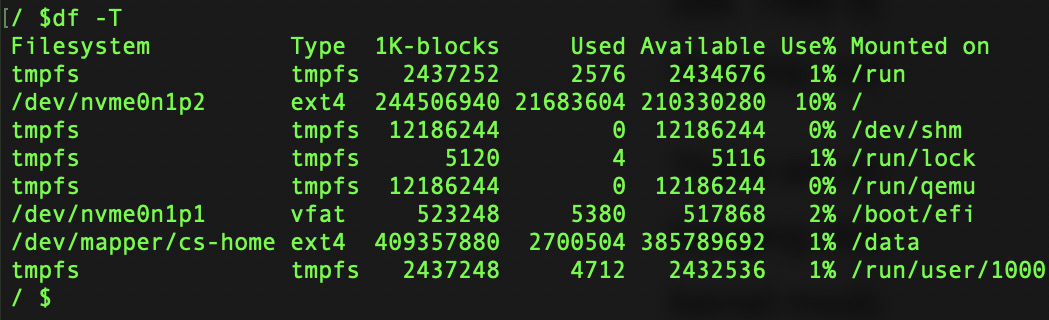 [/ $df -T
Filesystem Type 1K-blocks Used Available Use% Mounted on
tmpfs tmpfs 2437252 2576 2434676 1% /run
/dev/nvme0n1p2 ext4 244506940 21683604 210330280 10% /
tmpfs tmpfs 12186244 0 12186244 0% /dev/shm
tmpfs tmpfs 5120 4 5116 1% /run/lock
tmpfs tmpfs 12186244 0 12186244 0% /run/qemu
/dev/nvme0n1p1 vfat 523248 5380 517868 2% /boot/efi
/dev/mapper/cs-home ext4 409357880 2700504 385789692 1% /data
tmpfs tmpfs 2437248 4712 2432536 1% /run/user/1000
/ $